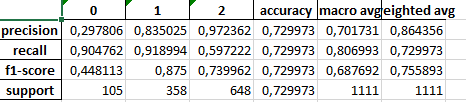 0 1 2 accuracy macro avg eighted avg
precision 0,297806 0,835025 0,972362 0,729973 0,701731 0,864356
recall 0,904762 0,918994 0,597222 0,729973 0,806993 0,729973
f1-score 0,448113 0,875 0,739962 0,729973 0,687692 0,755893
support 105 358 648 0,729973 1111 1111